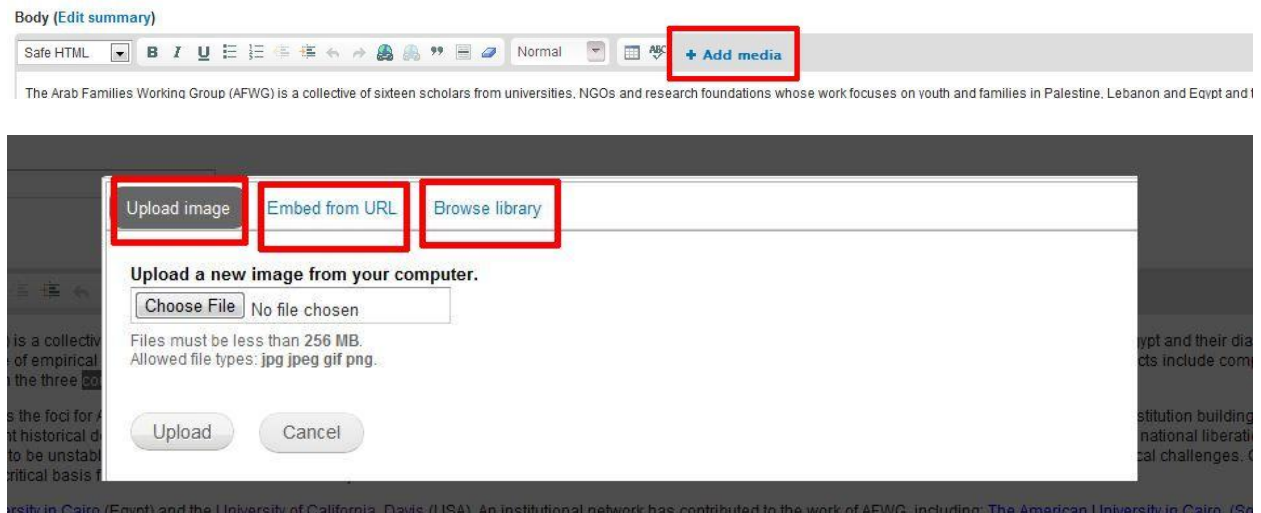 Body (Edit summary)
Safe HTML B I U Normal ABC + Add media
The Arab Families Working Group (AFWG) is a collective of sixteen scholars from universities, NGOs and research foundations whose work focuses on youth and families in Palestine, Lebanon and Egypt and
Upload image Embed from URL Browse library
Upload a new image from your computer.
Choose File No file chosen
is a collectiv Files must be less than 256 MB. ypt and their dia
of empirical Allowed file types: jpg jpeg gif png. cts include com
the three
s the foci for stitution building
nt historical d Upload Cancel national liberati
to be unstabl cal challenges.
critical basis f
ersity in Cairo (Egypt) and the University of California, Davis (USA). An institutional network has contributed to the work of AFWG, including: The American University in Cairo, (So